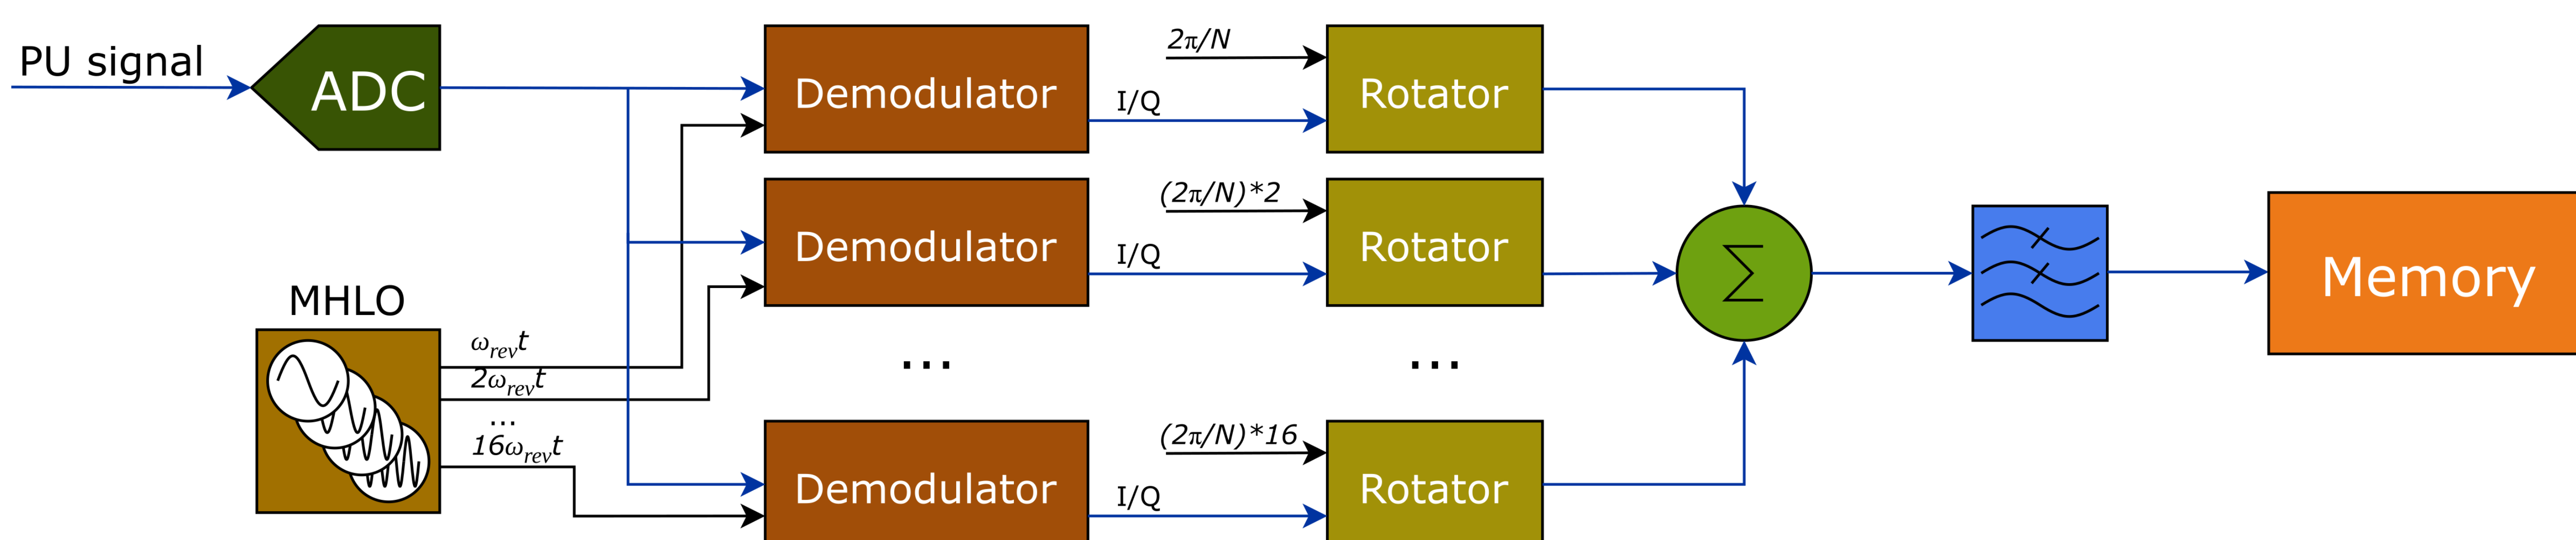 PU signal
ADC
Demodulator
2π/N
I/Q
Rotator
Demodulator
(2π/N)*2
I/Q
Rotator
Σ
Memory
MHLO
ωrevt
2ωrevt
...
16ωrevt
...
...
Demodulator
(2π/N)*16
I/Q
Rotator